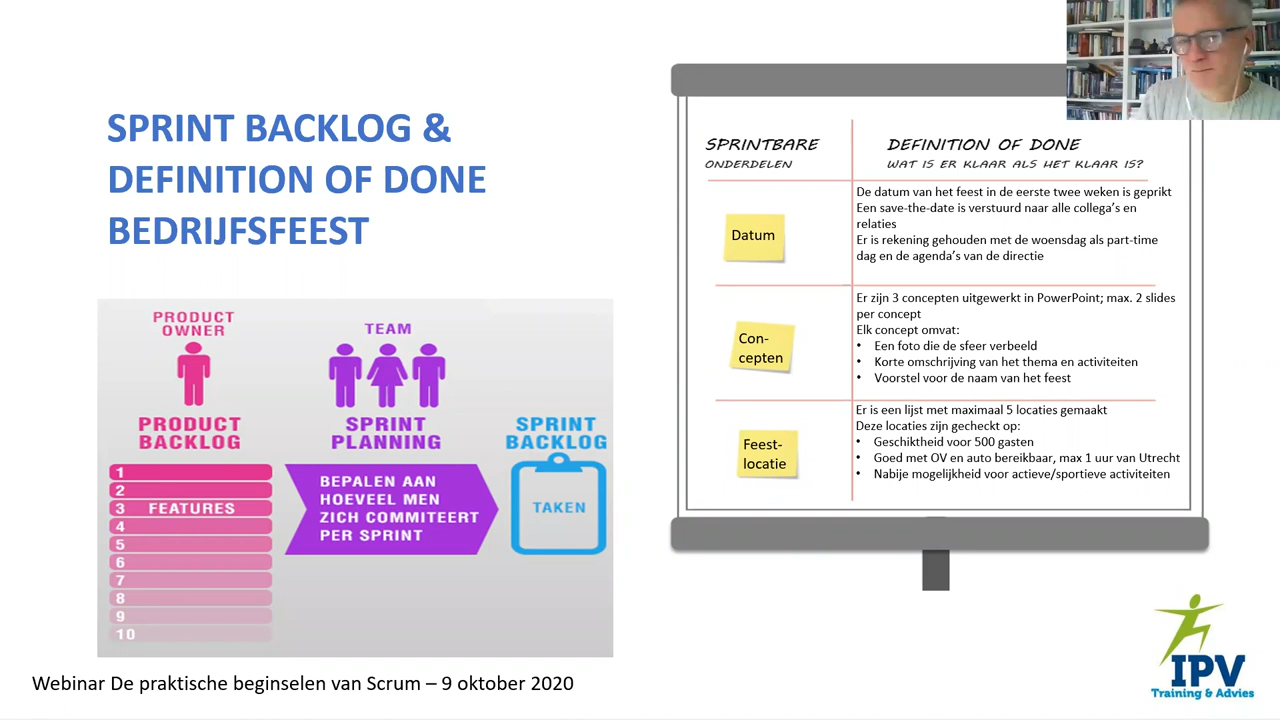 SPRINT BACKLOG &
DEFINITION OF DONE
BEDRIJFSFEEST
PRODUCT
OWNER
TEAM
PRODUCT
BACKLOG
SPRINT
PLANNING
SPRINT
BACKLOG
1
2
3 FEATURES
4
5
6
7
8
9
10
BEPALEN AAN
HOEVEEL MEN
ZICH COMMITEERT
PER SPRINT
TAKEN
SPRINTBARE
ONDERDELEN
DEFINITION OF DONE
WAT IS ER KLAAR ALS HET KLAAR IS?
Datum
De datum van het feest in de eerste twee weken is geprikt
Een save-the-date is verstuurd naar alle collega's en
relaties
Er is rekening gehouden met de woensdag als part-time
dag en de agenda's van de directie
Con-
cepten
Er zijn 3 concepten uitgewerkt in PowerPoint; max. 2 slides
per concept
Elk concept omvat:
• Een foto die de sfeer verbeeld
• Korte omschrijving van het thema en activiteiten
• Voorstel voor de naam van het feest
Feest-
locatie
Er is een lijst met maximaal 5 locaties gemaakt
Deze locaties zijn gecheckt op:
• Geschiktheid voor 500 gasten
• Goed met OV en auto bereikbaar, max 1 uur van Utrecht
• Nabije mogelijkheid voor actieve/sportieve activiteiten
Webinar De praktische beginselen van Scrum – 9 oktober 2020
IPV
Training & Advies